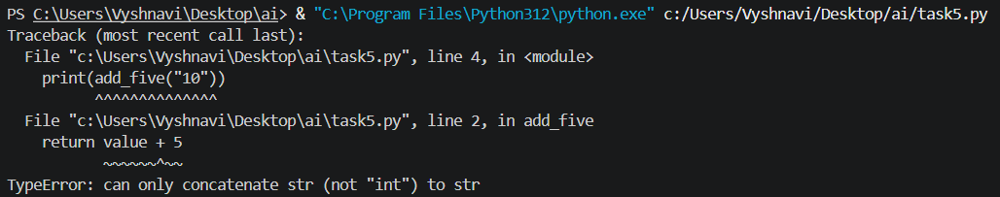 PS C:\Users\Vyshnavi\Desktop\ai> & "C:\Program Files\Python312\python.exe" c:/Users/Vyshnavi/Desktop/ai/task5.py
Traceback (most recent call last):
  File "c:\Users\Vyshnavi\Desktop\ai\task5.py", line 4, in <module>
    print(add_five("10"))
          ^^^^^^^^^^^^^^
  File "c:\Users\Vyshnavi\Desktop\ai\task5.py", line 2, in add_five
    return value + 5
           ~~~~~~^~~
TypeError: can only concatenate str (not "int") to str